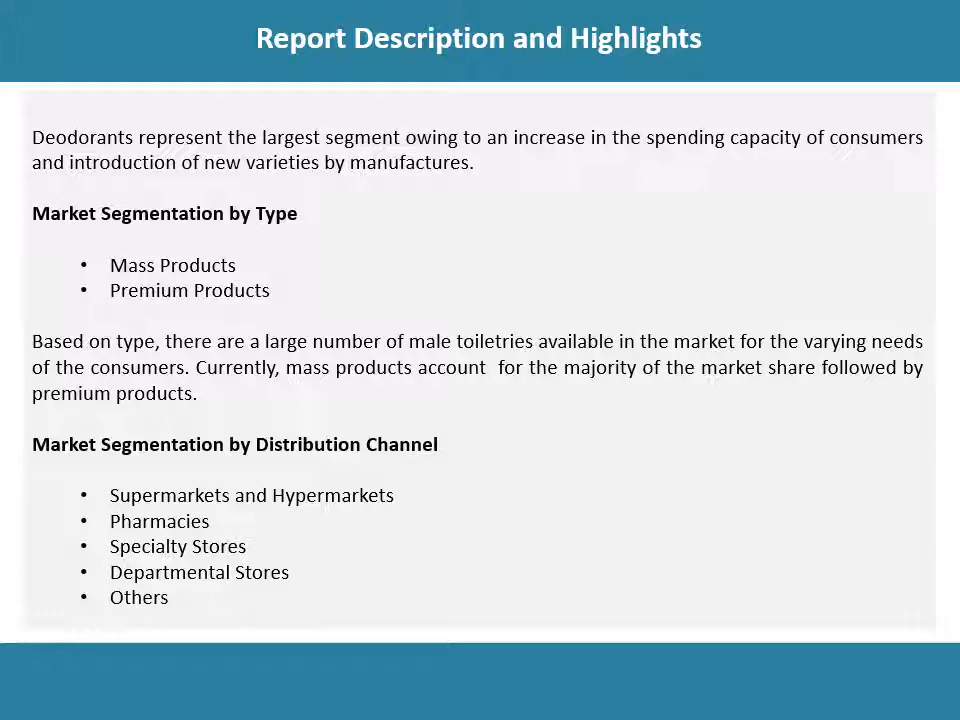 Report Description and Highlights
Deodorants represent the largest segment owing to an increase in the spending capacity of consumers
and introduction of new varieties by manufactures.
Market Segmentation by Type
• Mass Products
• Premium Products
Based on type, there are a large number of male toiletries available in the market for the varying needs
of the consumers. Currently, mass products account  for the majority of the market share followed by
premium products.
Market Segmentation by Distribution Channel
• Supermarkets and Hypermarkets
• Pharmacies
• Specialty Stores
• Departmental Stores
• Others